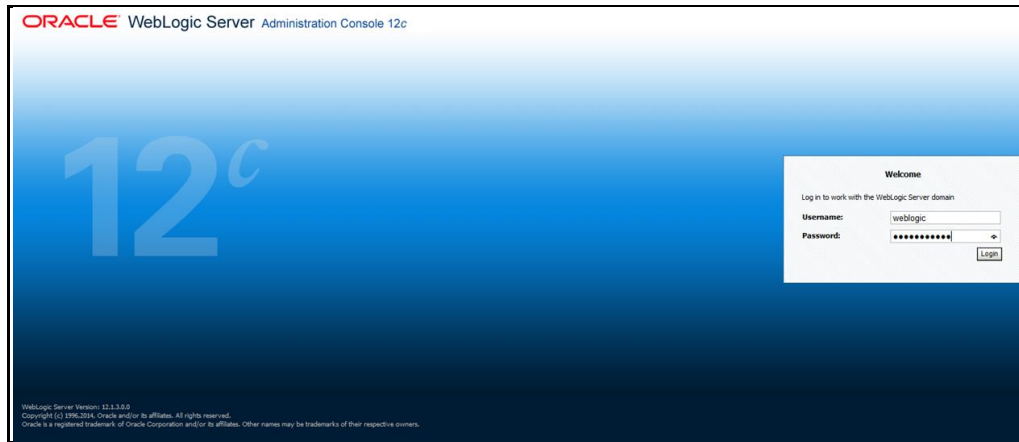 ORACLE WebLogic Server Administration Console 12c
12c
Welcome
Log in to work with the WebLogic Server domain
Username: weblogic
Password: •••••••••••
Login
WebLogic Server Version: 12.1.3.0.0
Copyright (c) 1996,2014, Oracle and/or its affiliates. All rights reserved.
Oracle is a registered trademark of Oracle Corporation and/or its affiliates. Other names may be trademarks of their respective owners.